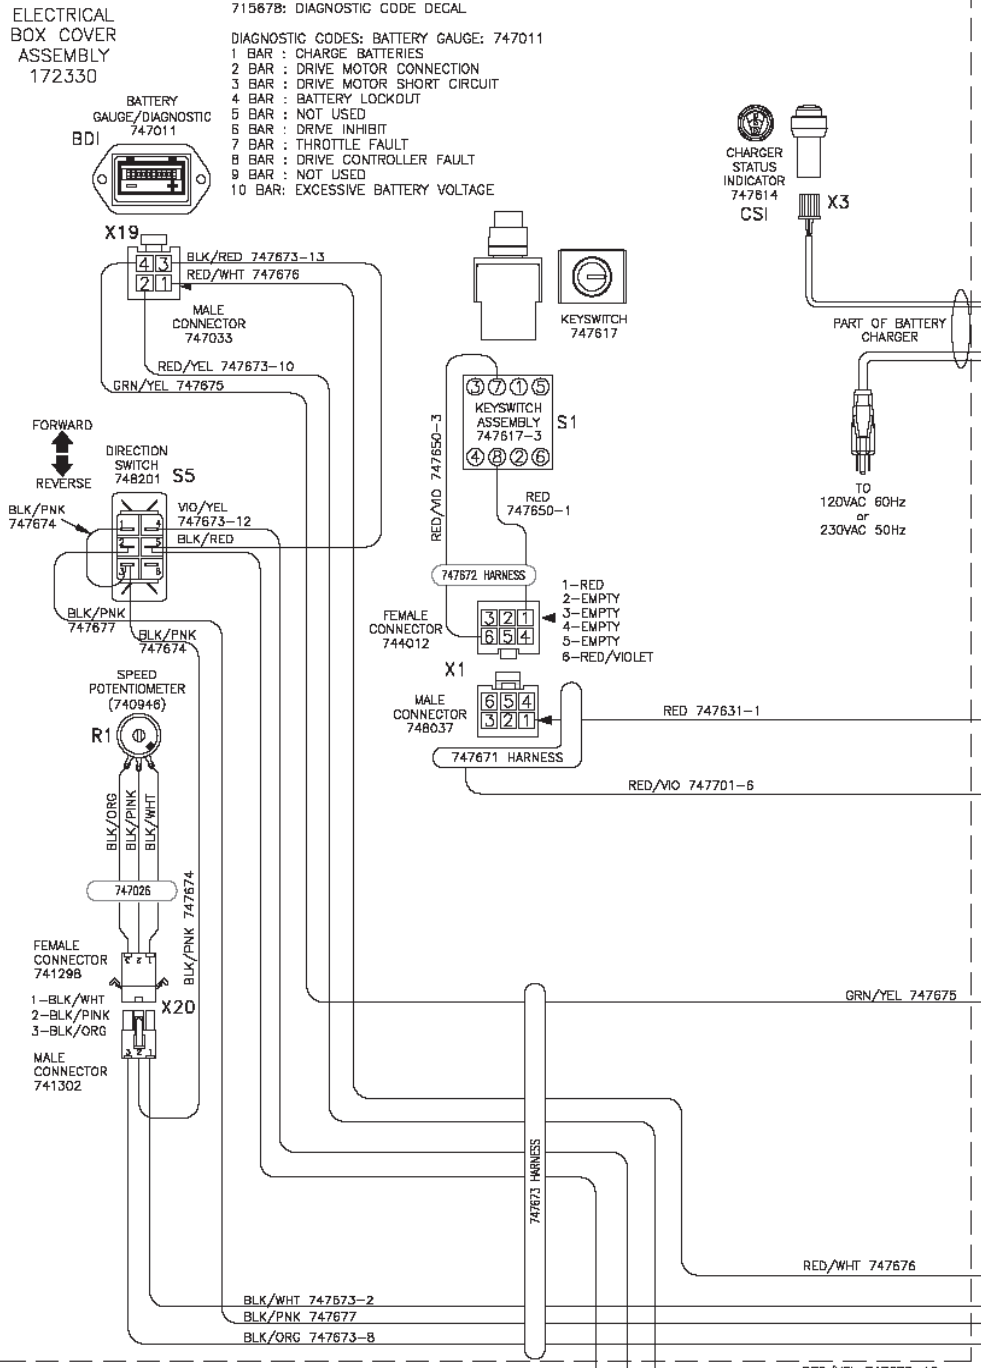 ELECTRICAL
BOX COVER
ASSEMBLY
172330
715678: DIAGNOSTIC CODE DECAL
DIAGNOSTIC CODES: BATTERY GAUGE: 747011
1 BAR : CHARGE BATTERIES
2 BAR : DRIVE MOTOR CONNECTION
3 BAR : DRIVE MOTOR SHORT CIRCUIT
4 BAR : BATTERY LOCKOUT
5 BAR : NOT USED
6 BAR : DRIVE INHIBIT
7 BAR : THROTTLE FAULT
8 BAR : DRIVE CONTROLLER FAULT
9 BAR : NOT USED
10 BAR: EXCESSIVE BATTERY VOLTAGE
BATTERY
GAUGE/DIAGNOSTIC
747011
BDI
- +
CHARGER
STATUS
INDICATOR
747614
CSI
X3
X19
4 3
2 1
BLK/RED 747673-13
RED/WHT 747676
MALE
CONNECTOR
747033
KEYSWITCH
747617
PART OF BATTERY
CHARGER
RED/YEL 747673-10
GRN/YEL 747675
3 7 1 5
KEYSWITCH
ASSEMBLY
747617-3
4 8 2 6
S1
RED/VIO 747650-3
RED
747650-1
TO
120VAC 60Hz
or
230VAC 50Hz
FORWARD
REVERSE
DIRECTION
SWITCH
748201
S5
BLK/PNK
747674
1 4
2 5
3 6
VIO/YEL
747673-12
BLK/RED
BLK/PNK
747677
BLK/PNK
747674
747672 HARNESS
FEMALE
CONNECTOR
744012
3 2 1
6 5 4
1-RED
2-EMPTY
3-EMPTY
4-EMPTY
5-EMPTY
6-RED/VIOLET
X1
MALE
CONNECTOR
748037
6 5 4
3 2 1
747671 HARNESS
RED 747631-1
RED/VIO 747701-6
SPEED
POTENTIOMETER
(740946)
R1
BLK/ORG
BLK/PINK
BLK/WHT
747026
BLK/PNK 747674
FEMALE
CONNECTOR
741298
3 2 1
X20
1-BLK/WHT
2-BLK/PINK
3-BLK/ORG
MALE
CONNECTOR
741302
3 2 1
GRN/YEL 747675
747673 HARNESS
RED/WHT 747676
BLK/WHT 747673-2
BLK/PNK 747677
BLK/ORG 747673-8